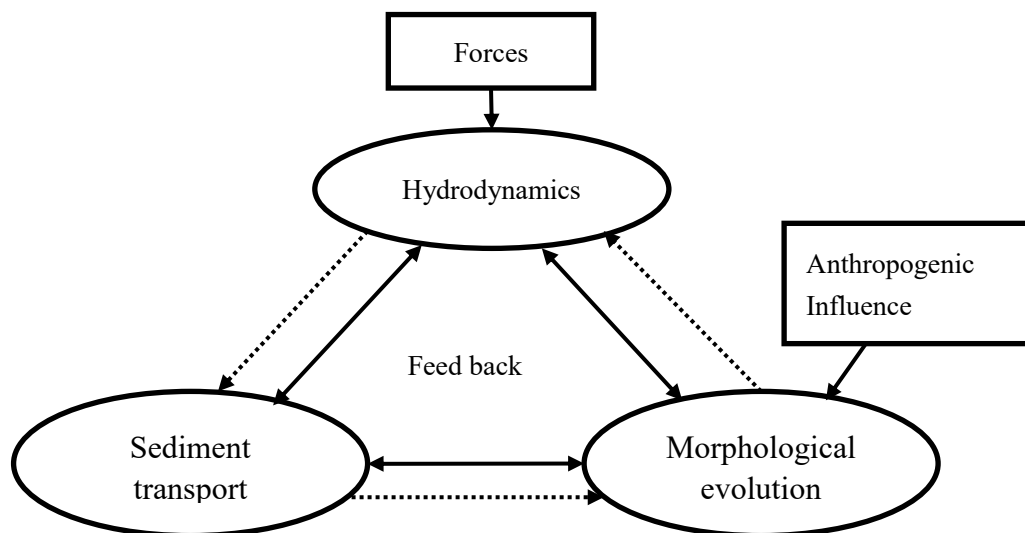 Forces
Hydrodynamics
Anthropogenic
Influence
Feed back
Sediment
transport
Morphological
evolution